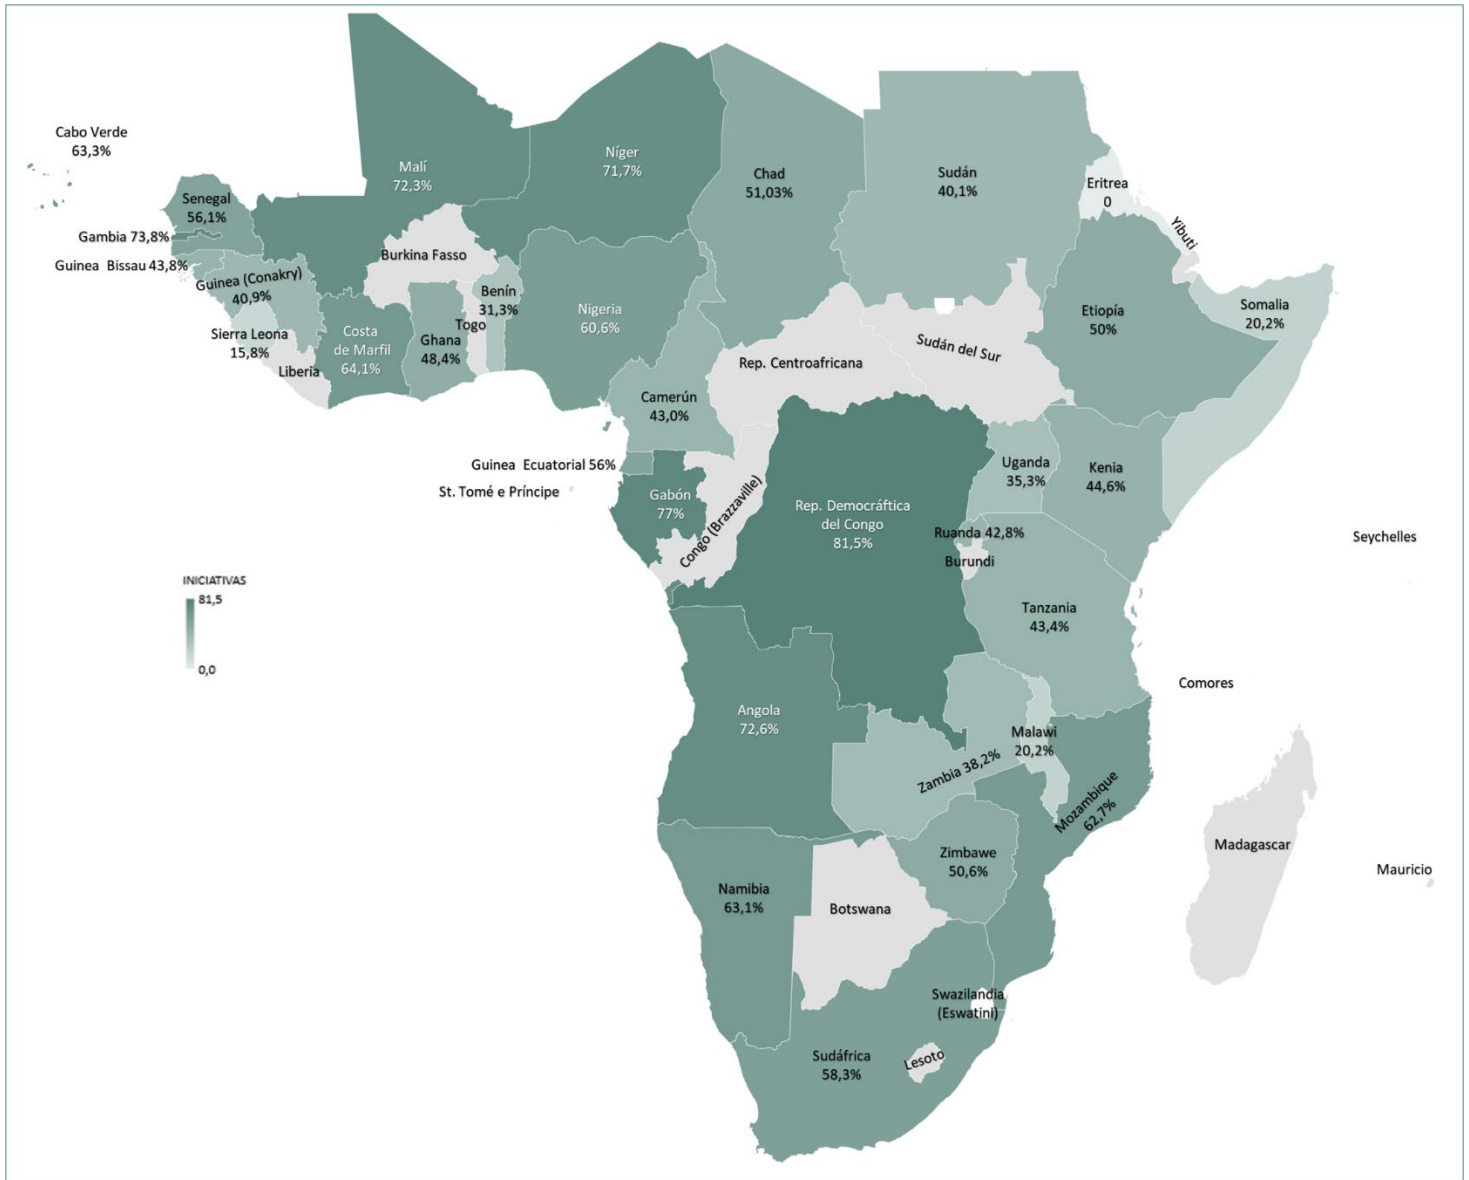 Cabo Verde
63,3%
Malí
72,3%
Níger
71,7%
Chad
51,03%
Sudán
40,1%
Eritrea
0
Yibuti
Senegal
56,1%
Gambia 73,8%
Guinea Bissau 43,8%
Guinea (Conakry)
40,9%
Sierra Leona
15,8%
Liberia
Costa
de Marfil
64,1%
Burkina Fasso
Ghana
48,4%
Togo
Benín
31,3%
Nigeria
60,6%
Camerún
43,0%
Rep. Centroafricana
Sudán del Sur
Etiopía
50%
Somalia
20,2%
Guinea Ecuatorial 56%
St. Tomé e Príncipe
Gabón
77%
Congo (Brazzaville)
Rep. Democráftica
del Congo
81,5%
Uganda
35,3%
Kenia
44,6%
Ruanda 42,8%
Burundi
Seychelles
INICIATIVAS
81,5
0,0
Tanzania
43,4%
Comores
Angola
72,6%
Zambia 38,2%
Malawi
20,2%
Mozambique
62,7%
Madagascar
Mauricio
Zimbawe
50,6%
Namibia
63,1%
Botswana
Swazilandia
(Eswatini)
Sudáfrica
58,3%
Lesoto